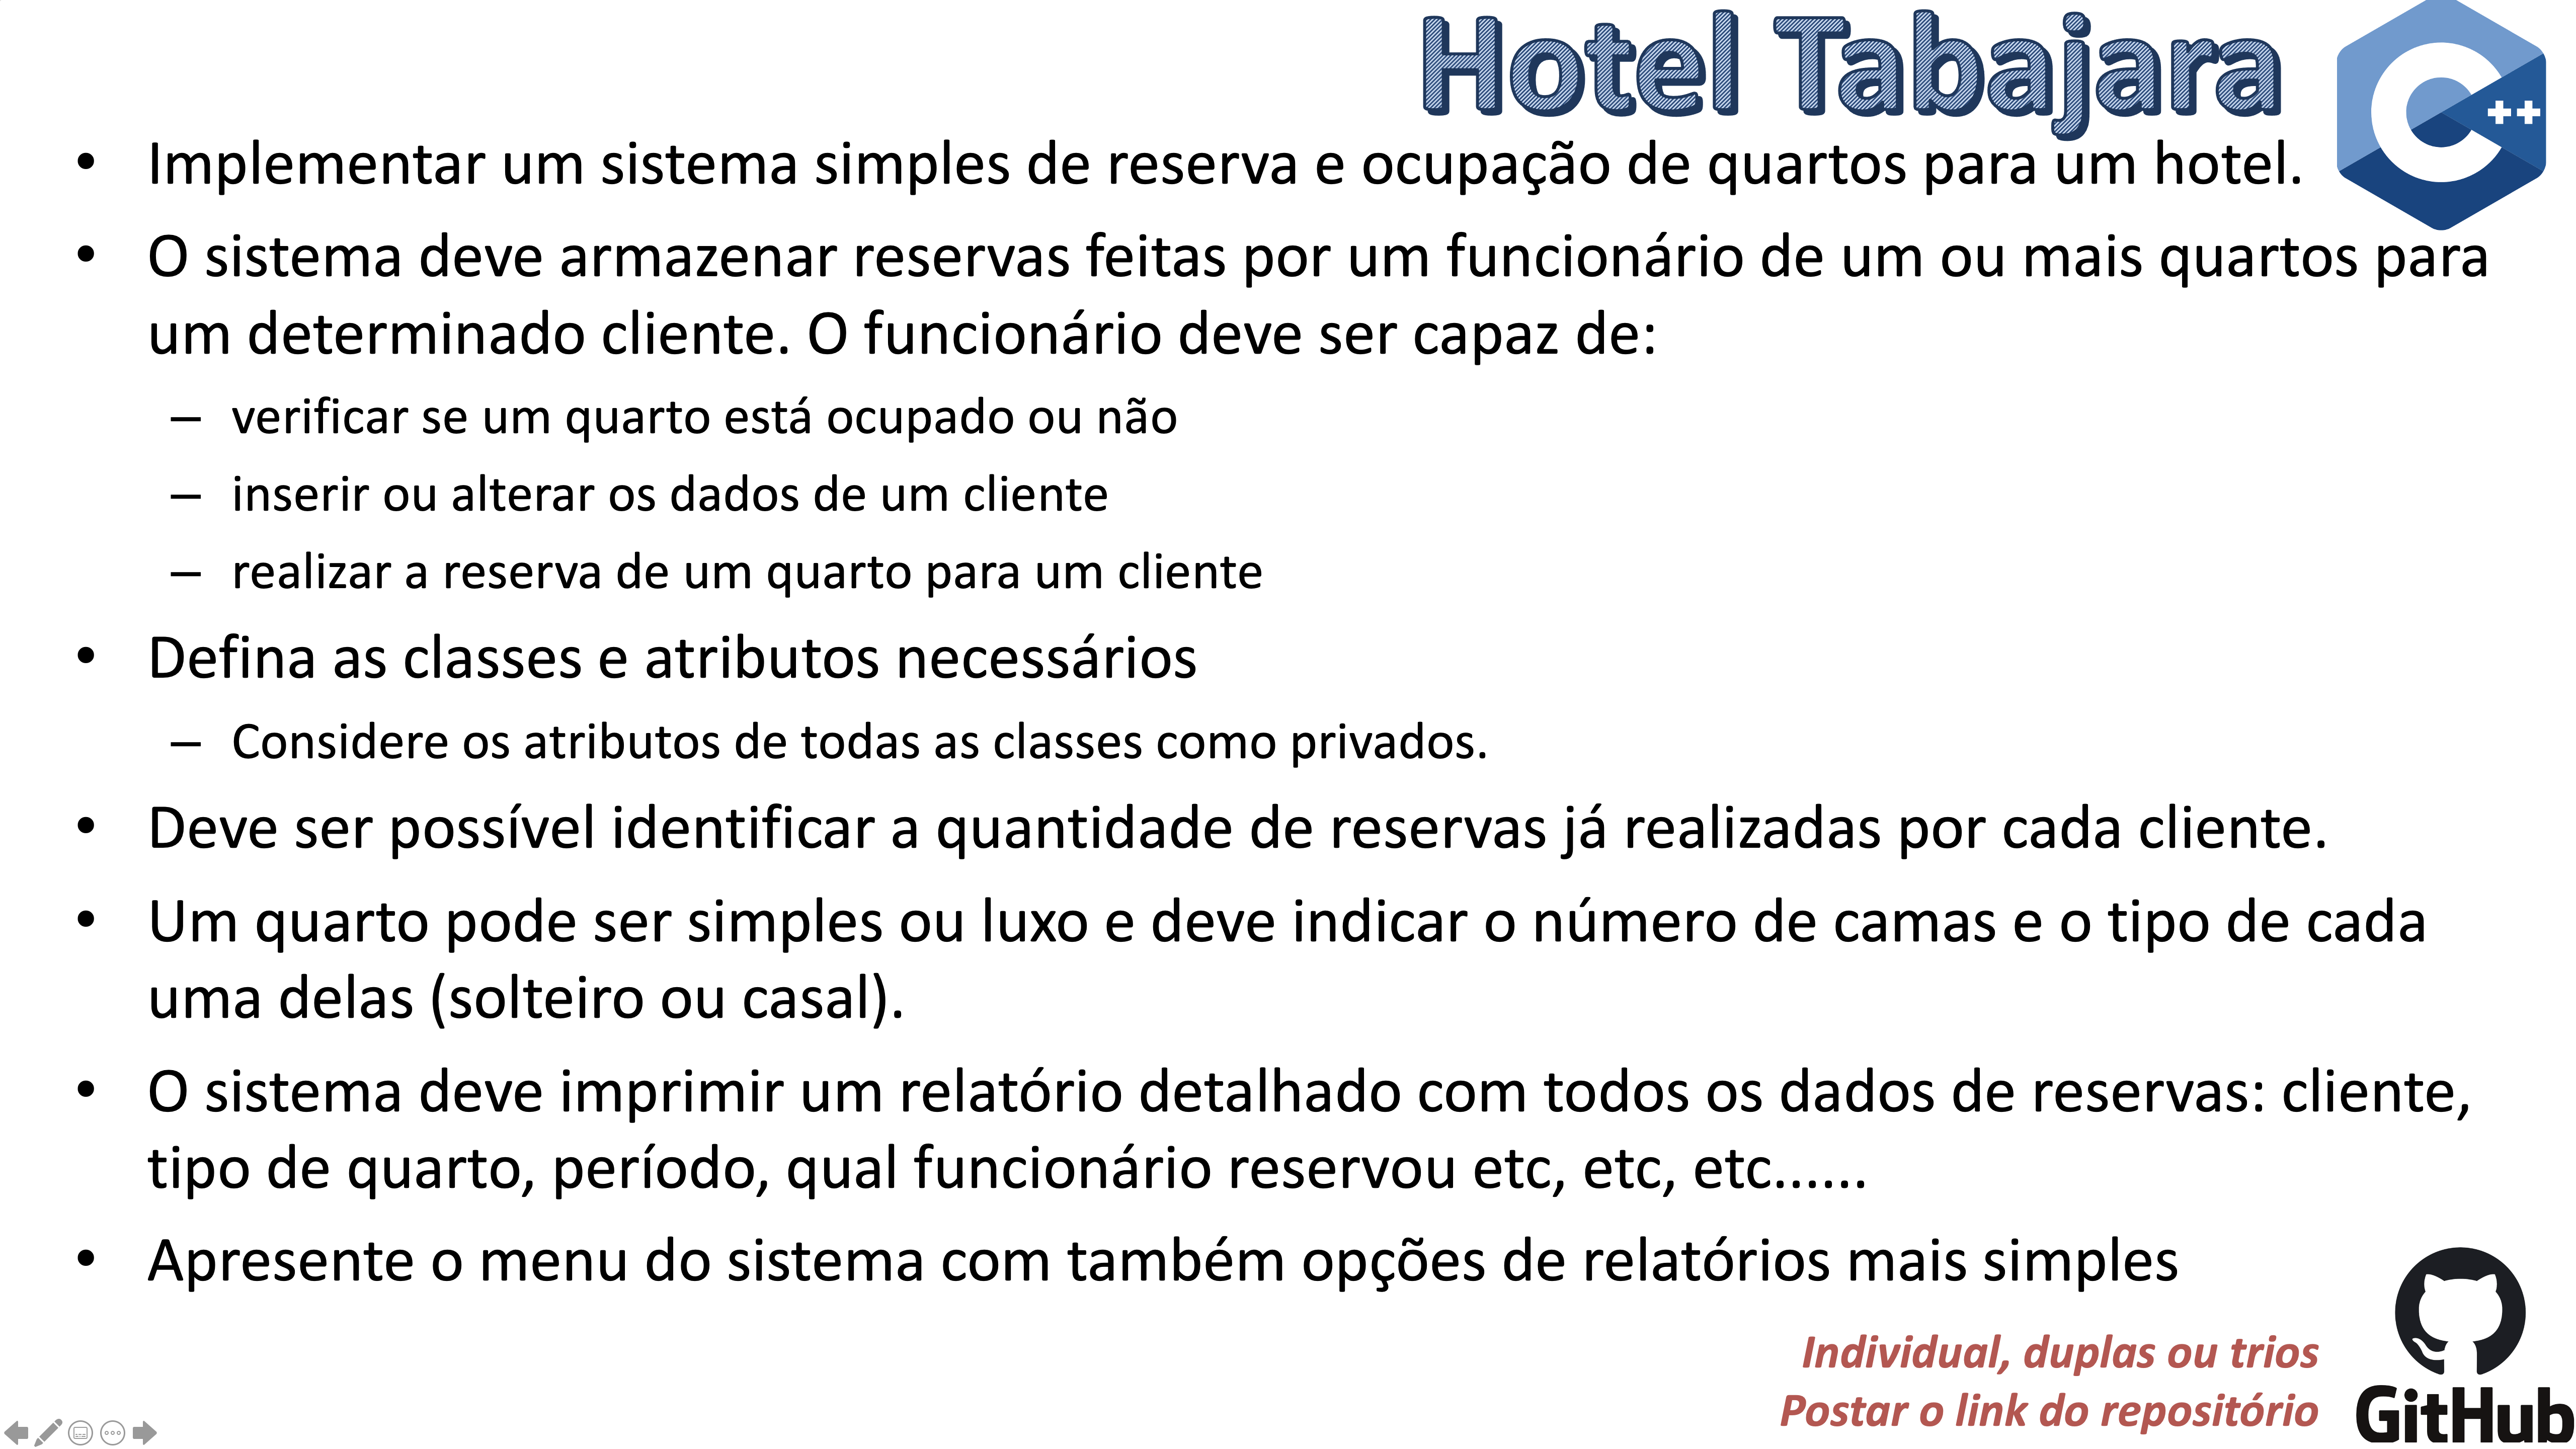 Hotel Tabajara
C++
• Implementar um sistema simples de reserva e ocupação de quartos para um hotel.
• O sistema deve armazenar reservas feitas por um funcionário de um ou mais quartos para
um determinado cliente. O funcionário deve ser capaz de:
– verificar se um quarto está ocupado ou não
– inserir ou alterar os dados de um cliente
– realizar a reserva de um quarto para um cliente
• Defina as classes e atributos necessários
– Considere os atributos de todas as classes como privados.
• Deve ser possível identificar a quantidade de reservas já realizadas por cada cliente.
• Um quarto pode ser simples ou luxo e deve indicar o número de camas e o tipo de cada
uma delas (solteiro ou casal).
• O sistema deve imprimir um relatório detalhado com todos os dados de reservas: cliente,
tipo de quarto, período, qual funcionário reservou etc, etc, etc......
• Apresente o menu do sistema com também opções de relatórios mais simples
Individual, duplas ou trios
Postar o link do repositório
GitHub